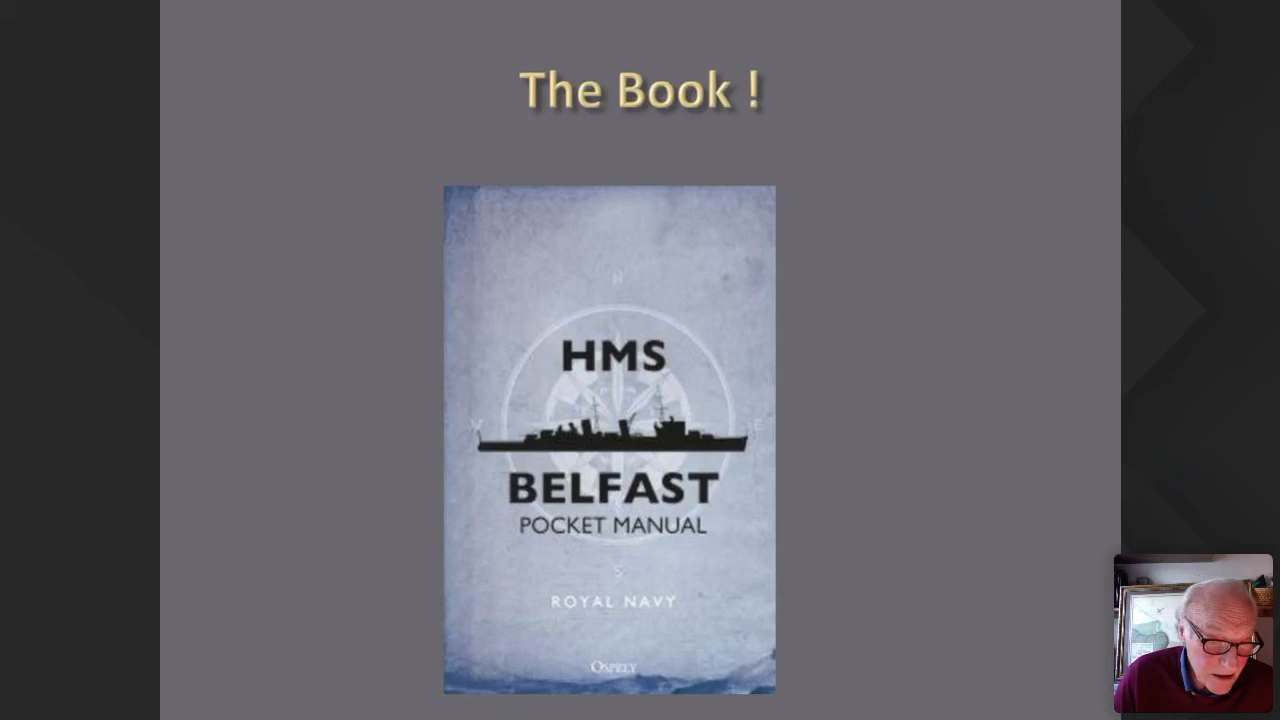 The Book !
N
HMS
W E
BELFAST
POCKET MANUAL
S
ROYAL NAVY
OSPREY